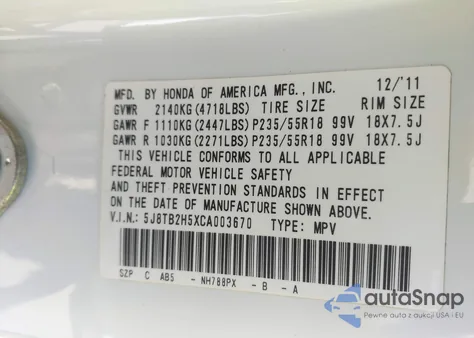 MFD. BY HONDA OF AMERICA MFG., INC. 12/'11
GVWR 2140KG(4718LBS) TIRE SIZE RIM SIZE
GAWR F 1110KG(2447LBS) P235/55R18 99V 18X7.5J
GAWR R 1030KG(2271LBS) P235/55R18 99V 18X7.5J
THIS VEHICLE CONFORMS TO ALL APPLICABLE
FEDERAL MOTOR VEHICLE SAFETY
AND THEFT PREVENTION STANDARDS IN EFFECT
ON THE DATE OF MANUFACTURE SHOWN ABOVE.
V.I.N.: 5J8TB2H5XCA003670 TYPE: MPV
SZP C AB5 - NH788PX - B - A
autoSnap
Pewne auta z aukcji USA i EU